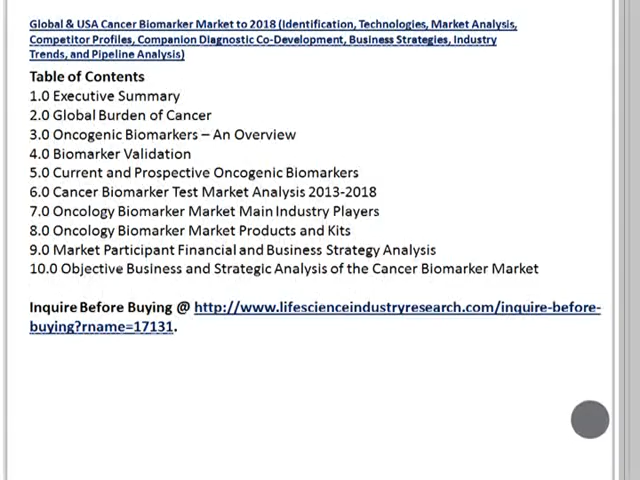 Global & USA Cancer Biomarker Market to 2018 (Identification, Technologies, Market Analysis,
Competitor Profiles, Companion Diagnostic Co-Development, Business Strategies, Industry
Trends, and Pipeline Analysis)
Table of Contents
1.0 Executive Summary
2.0 Global Burden of Cancer
3.0 Oncogenic Biomarkers – An Overview
4.0 Biomarker Validation
5.0 Current and Prospective Oncogenic Biomarkers
6.0 Cancer Biomarker Test Market Analysis 2013-2018
7.0 Oncology Biomarker Market Main Industry Players
8.0 Oncology Biomarker Market Products and Kits
9.0 Market Participant Financial and Business Strategy Analysis
10.0 Objective Business and Strategic Analysis of the Cancer Biomarker Market
Inquire Before Buying @ http://www.lifescienceindustryresearch.com/inquire-before-
buying?rname=17131.